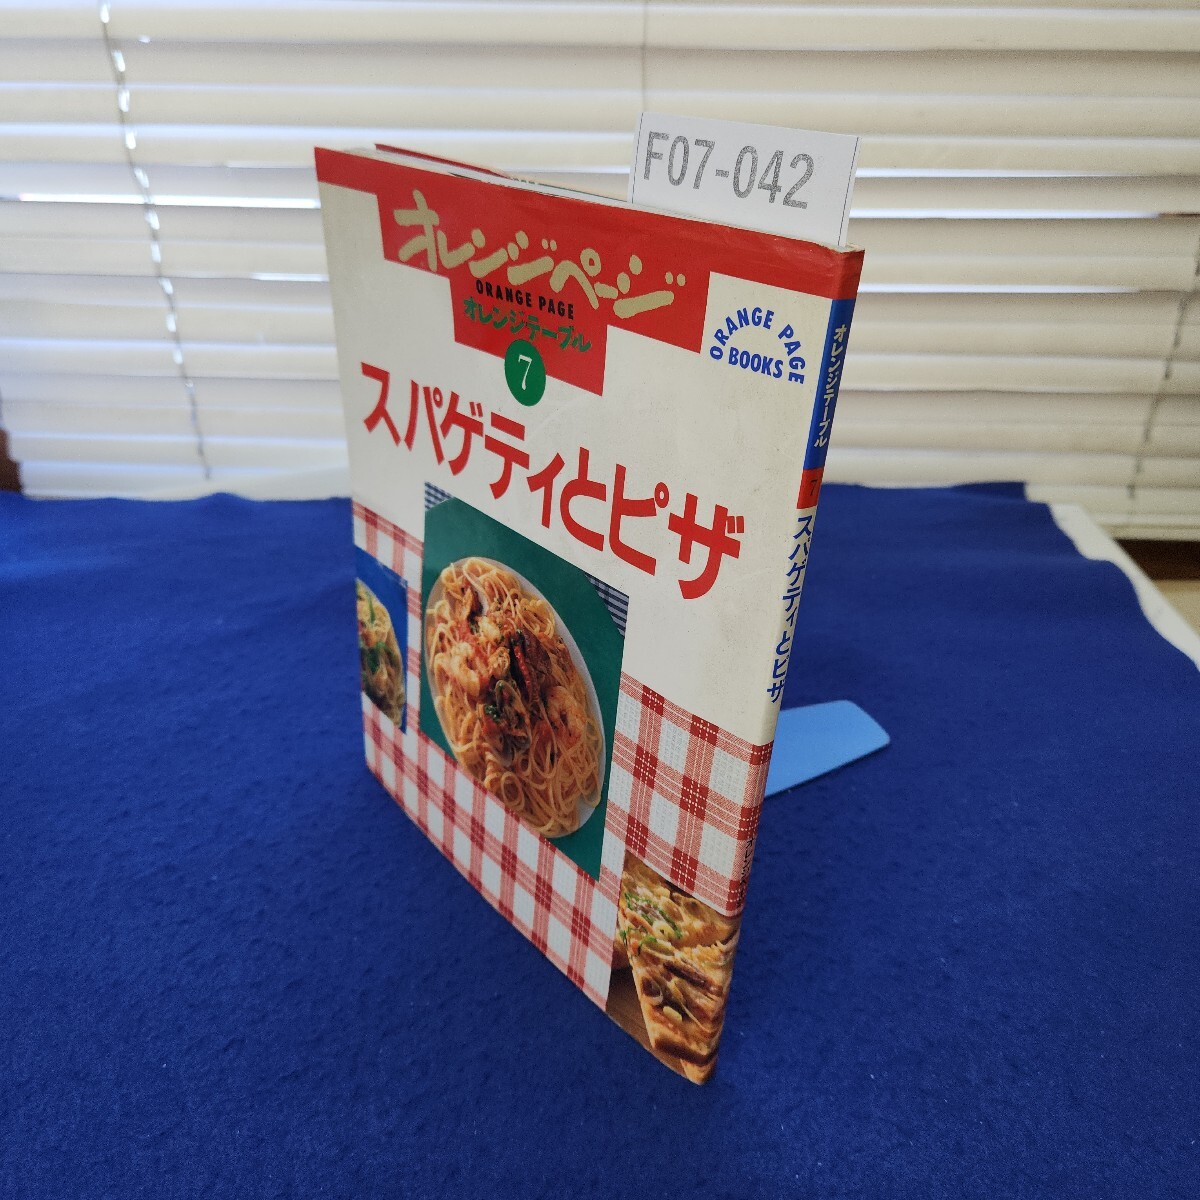 F07-042
オレンジページ
ORANGE PAGE
オレンジテーブル
7
ORANGE PAGE
BOOKS
スパゲティとピザ
オレンジテーブル
7
スパゲティとピザ